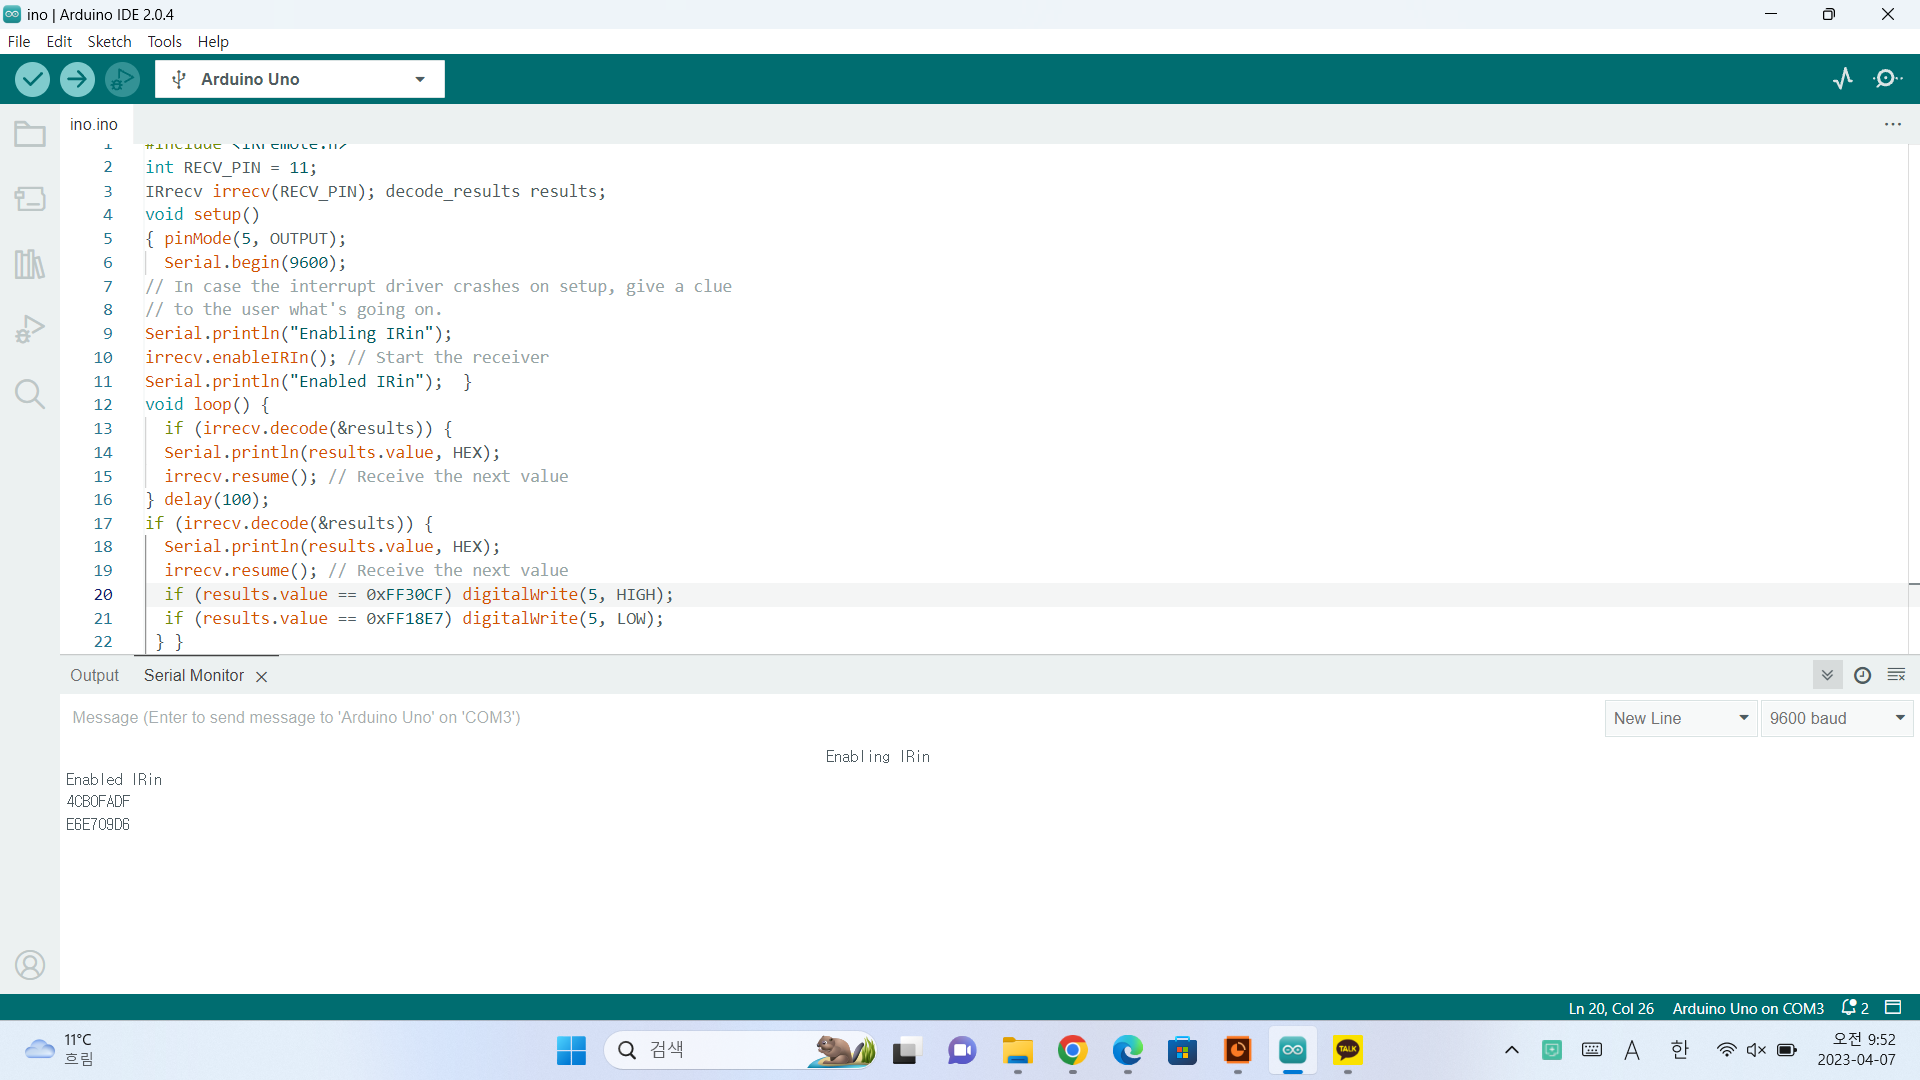 ino | Arduino IDE 2.0.4
File Edit Sketch Tools Help
Arduino Uno
ino.ino
1 #include <IRremote.h>
2 int RECV_PIN = 11;
3 IRrecv irrecv(RECV_PIN); decode_results results;
4 void setup()
5 { pinMode(5, OUTPUT);
6 Serial.begin(9600);
7 // In case the interrupt driver crashes on setup, give a clue
8 // to the user what's going on.
9 Serial.println("Enabling IRin");
10 irrecv.enableIRIn(); // Start the receiver
11 Serial.println("Enabled IRin");  }
12 void loop() {
13 if (irrecv.decode(&results)) {
14 Serial.println(results.value, HEX);
15 irrecv.resume(); // Receive the next value
16 } delay(100);
17 if (irrecv.decode(&results)) {
18 Serial.println(results.value, HEX);
19 irrecv.resume(); // Receive the next value
20 if (results.value == 0xFF30CF) digitalWrite(5, HIGH);
21 if (results.value == 0xFF18E7) digitalWrite(5, LOW);
22 } }
Output Serial Monitor
Message (Enter to send message to 'Arduino Uno' on 'COM3')
New Line 9600 baud
Enabling IRin
Enabled IRin
4CB0FADF
E6E709D6
Ln 20, Col 26 Arduino Uno on COM3 2
11°C
흐림
검색
TALK
A 한
오전 9:52
2023-04-07